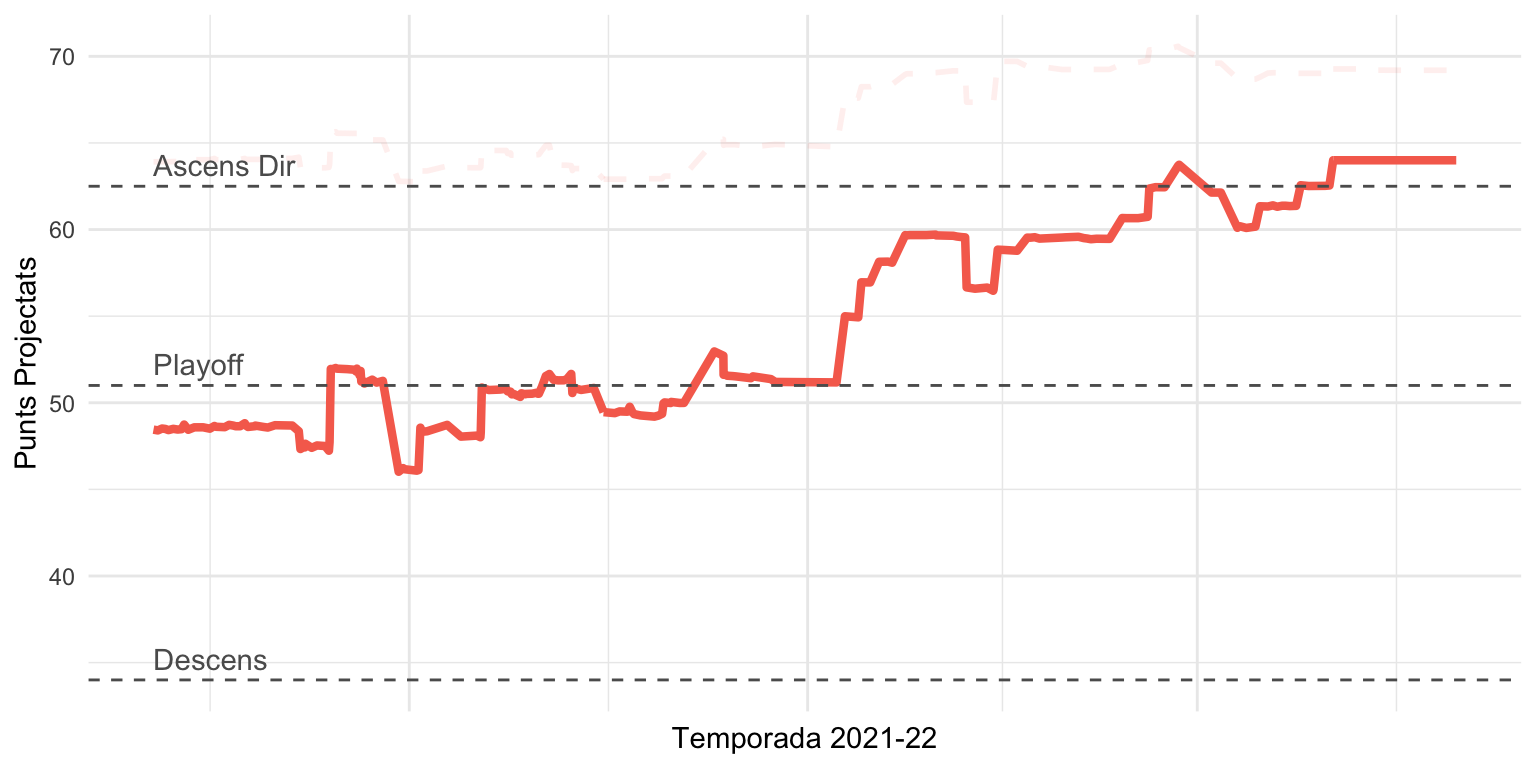 70
Ascens Dir
60
Playoff
50
40
Descens
Punts Projectats
Temporada 2021-22